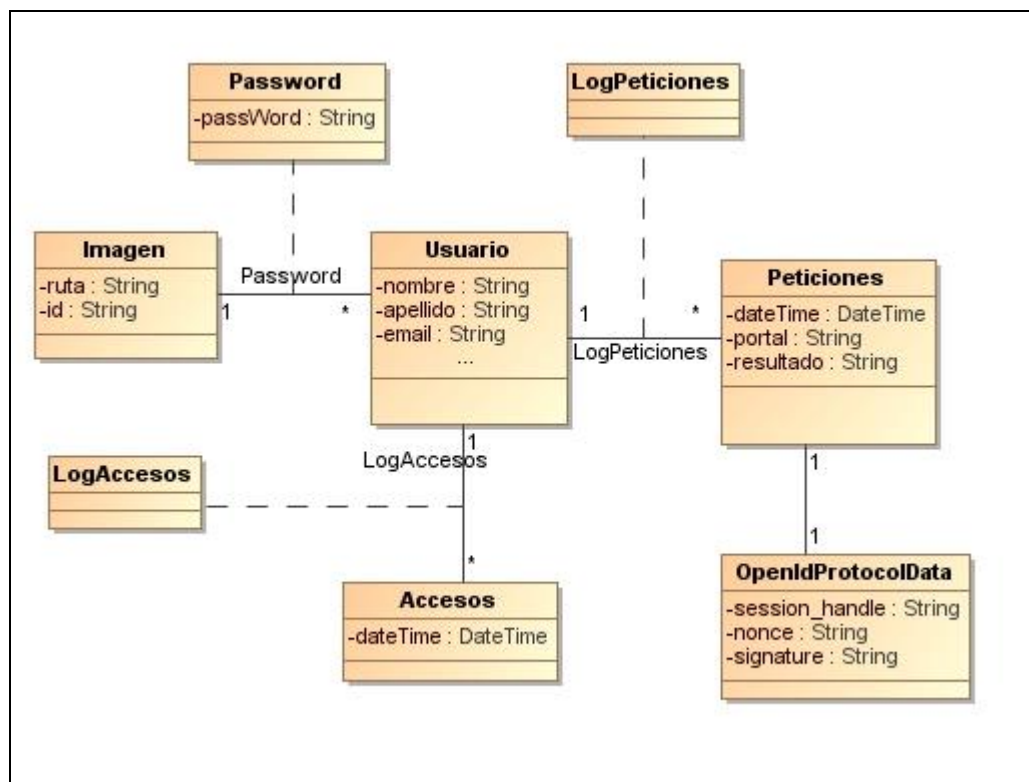 Password
-passWord : String
LogPeticiones
Imagen
-ruta : String
-id : String
Password
1
*
Usuario
-nombre : String
-apellido : String
-email : String
...
1
*
LogPeticiones
Peticiones
-dateTime : DateTime
-portal : String
-resultado : String
1
LogAccesos
LogAccesos
*
Accesos
-dateTime : DateTime
1
1
OpenIdProtocolData
-session_handle : String
-nonce : String
-signature : String